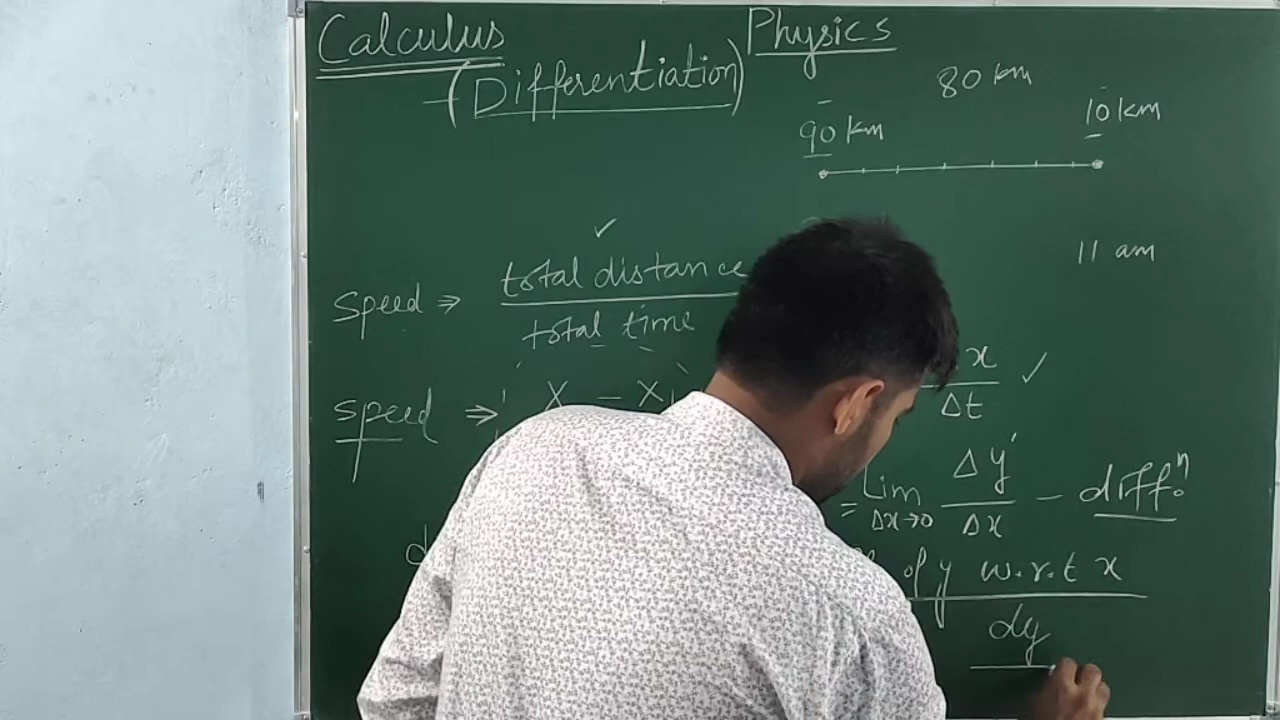 Calculus
(Differentiation)
Physics
80 km
90 km
10 km
11 am
Speed ⇒ total distance
total time
x
Δt
speed ⇒ X - X
= Lim Δy' - diffⁿ
Δx→0 Δx
of y w.r.t x
dy